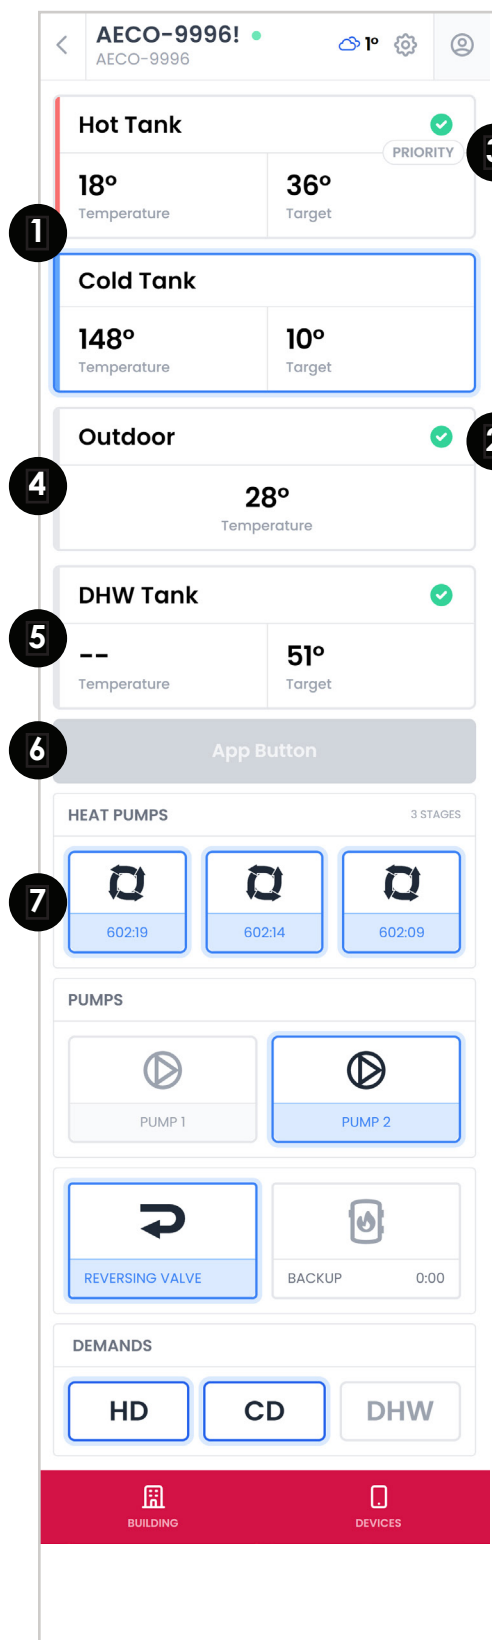 AECO-9996!
1°
AECO-9996
Hot Tank
PRIORITY
3
18°
36°
Temperature
Target
1
Cold Tank
148°
10°
Temperature
Target
Outdoor
2
4
28°
Temperature
DHW Tank
5
--
51°
Temperature
Target
6
App Button
HEAT PUMPS
3 STAGES
7
602:19
602:14
602:09
PUMPS
PUMP 1
PUMP 2
REVERSING VALVE
BACKUP
0:00
DEMANDS
HD
CD
DHW
BUILDING
DEVICES